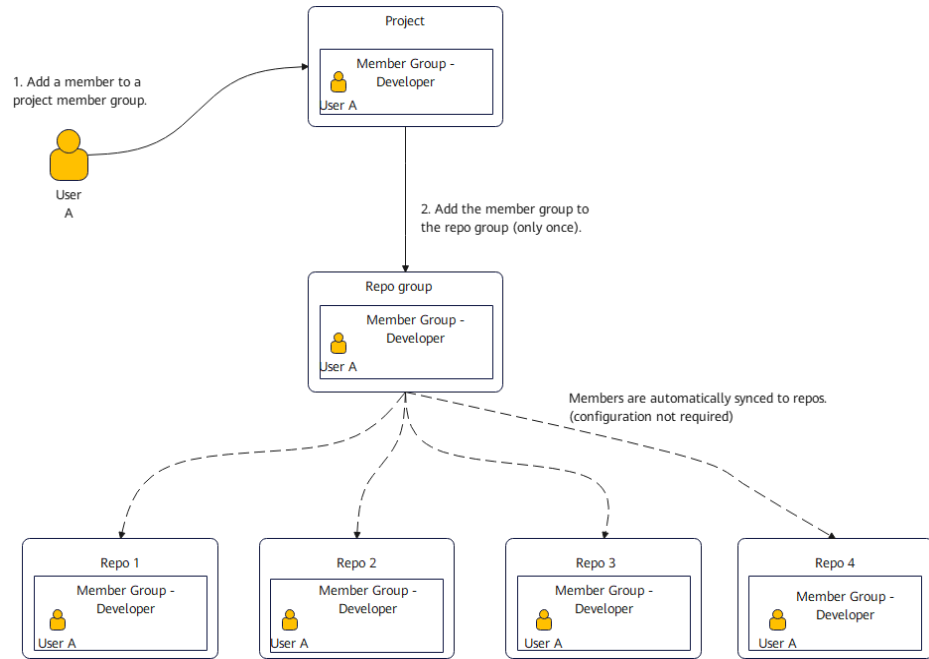 Project
Member Group -
Developer
User A
1. Add a member to a
project member group.
User
A
2. Add the member group to
the repo group (only once).
Repo group
Member Group -
Developer
User A
Members are automatically synced to repos.
(configuration not required)
Repo 1
Member Group -
Developer
User A
Repo 2
Member Group -
Developer
User A
Repo 3
Member Group -
Developer
User A
Repo 4
Member Group -
Developer
User A